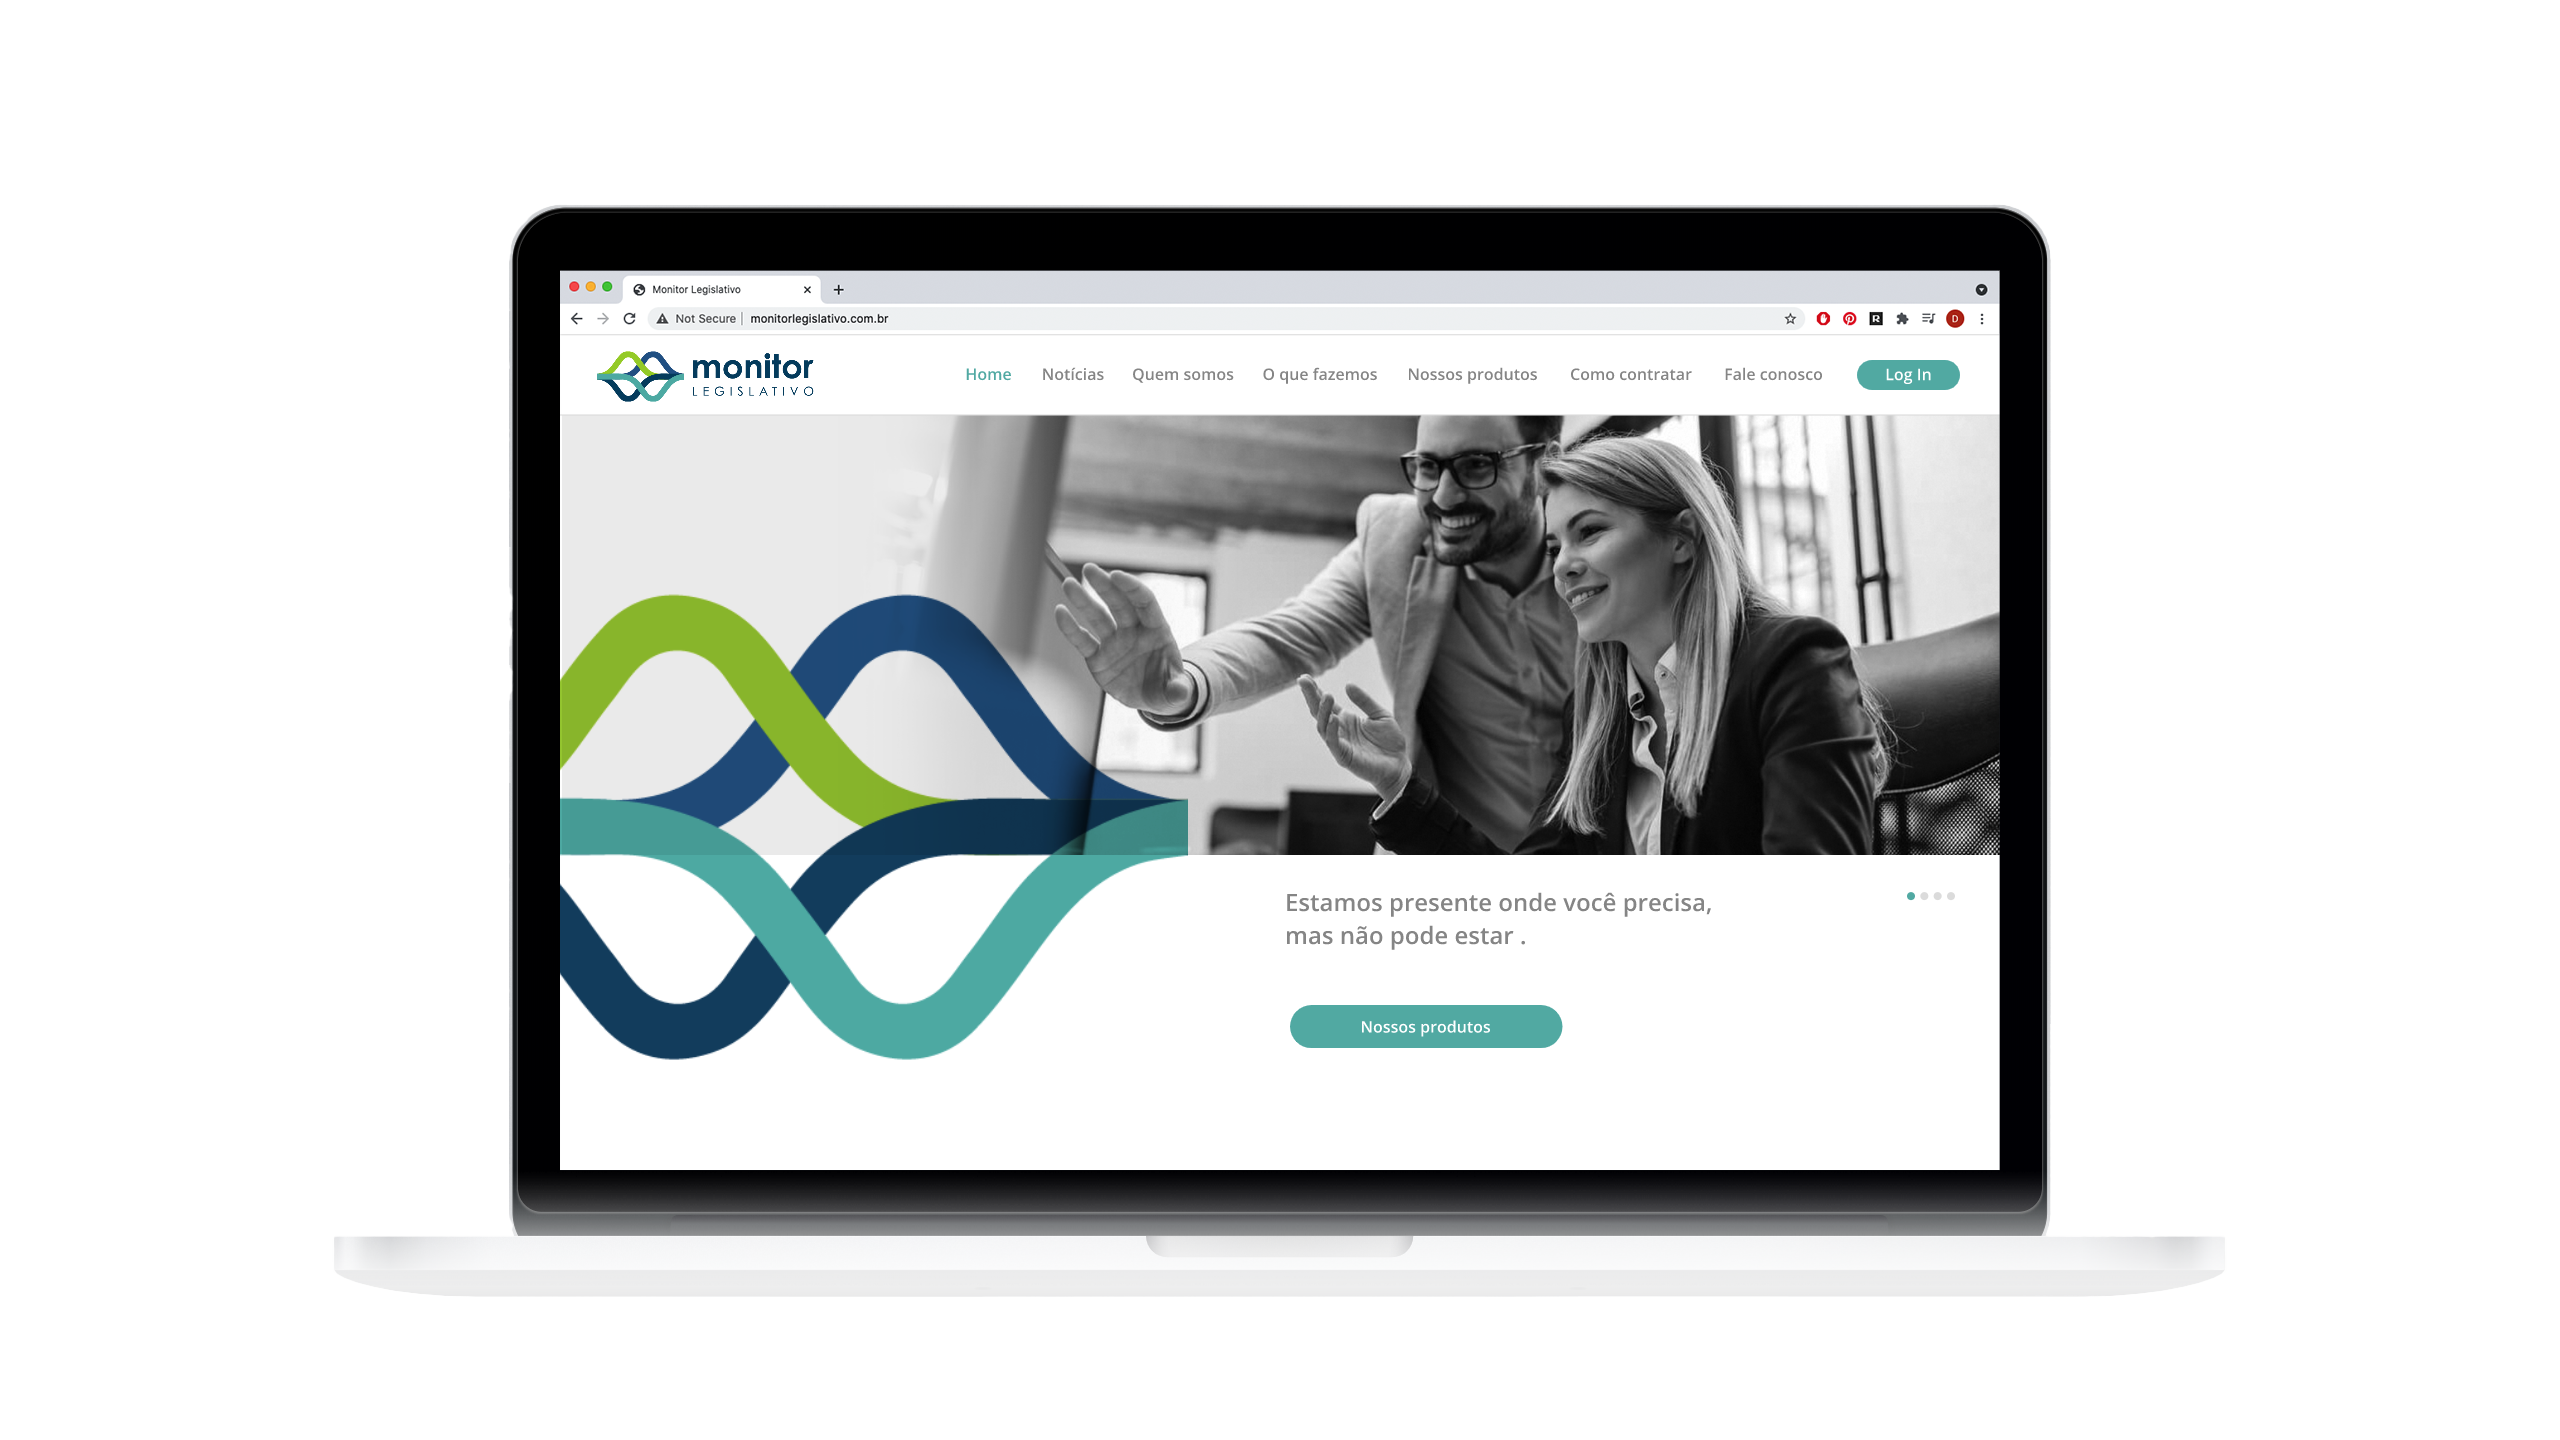 Monitor Legislativo
Not Secure | monitorlegislativo.com.br
R
D
monitor
LEGISLATIVO
Home Notícias Quem somos O que fazemos Nossos produtos Como contratar Fale conosco Log In
Estamos presente onde você precisa,
mas não pode estar .
Nossos produtos